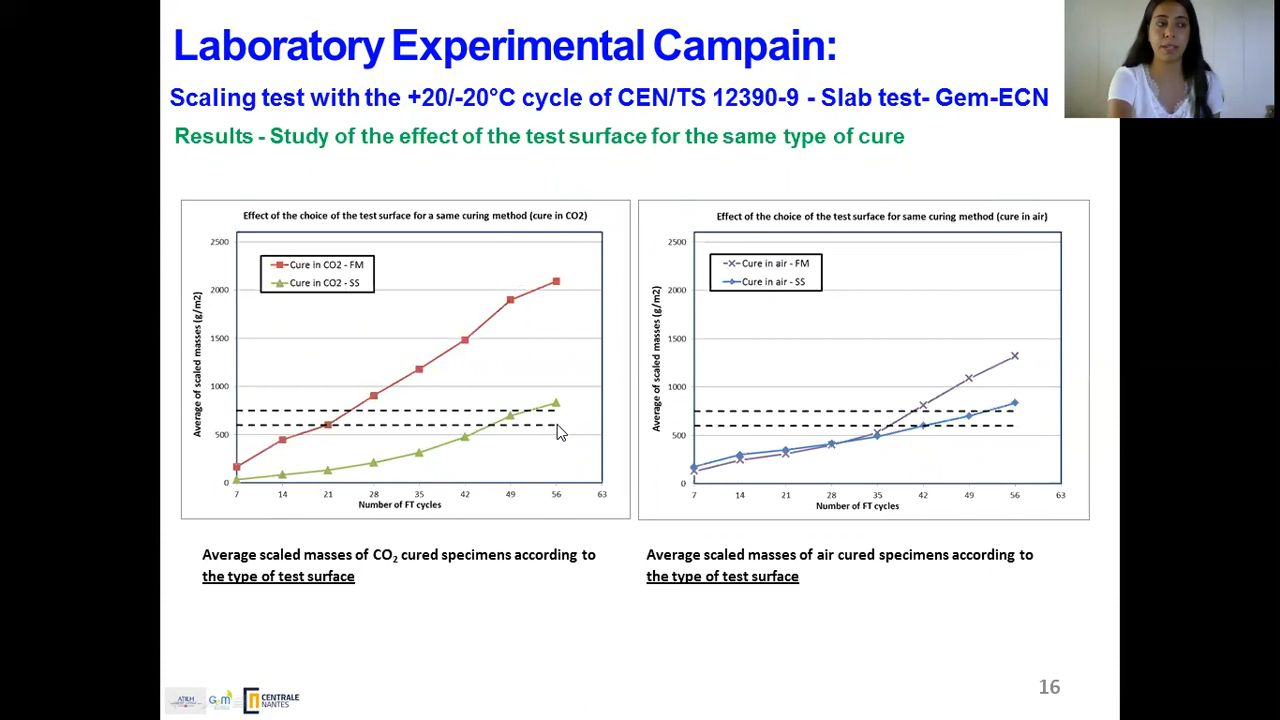 Laboratory Experimental Campain:
Scaling test with the +20/-20°C cycle of CEN/TS 12390-9 - Slab test- Gem-ECN
Results - Study of the effect of the test surface for the same type of cure
Effect of the choice of the test surface for a same curing method (cure in CO2)
Cure in CO2 - FM
Cure in CO2 - SS
Average of scaled masses (g/m2)
2500
2000
1500
1000
500
0
7 14 21 28 35 42 49 56 63
Number of FT cycles
Effect of the choice of the test surface for same curing method (cure in air)
Cure in air - FM
Cure in air - SS
Average of scaled masses (g/m2)
2500
2000
1500
1000
500
0
7 14 21 28 35 42 49 56 63
Number of FT cycles
Average scaled masses of CO2 cured specimens according to
the type of test surface
Average scaled masses of air cured specimens according to
the type of test surface
ATILH
CENTRALE
NANTES
16